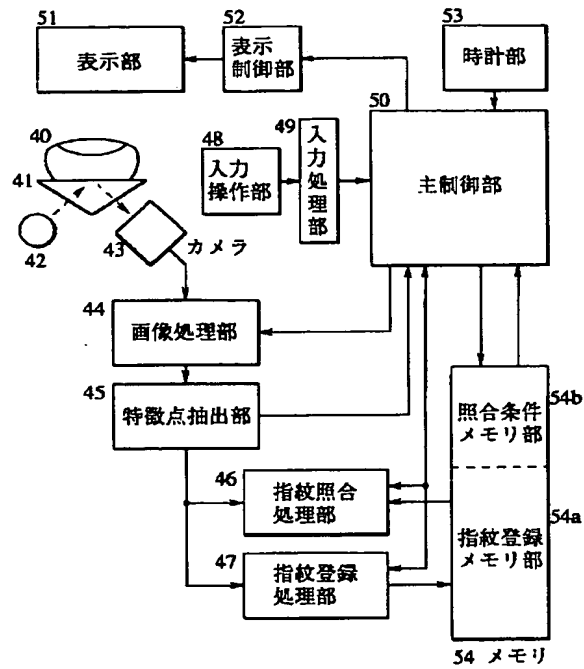 51
表示部
52
表示
制御部
53
時計部
50
主制御部
40
41
42
43
カメラ
48
入力
操作部
49
入力処理部
44
画像処理部
45
特徴点抽出部
46
指紋照合
処理部
47
指紋登録
処理部
54b
照合条件
メモリ部
54a
指紋登録
メモリ部
54 メモリ